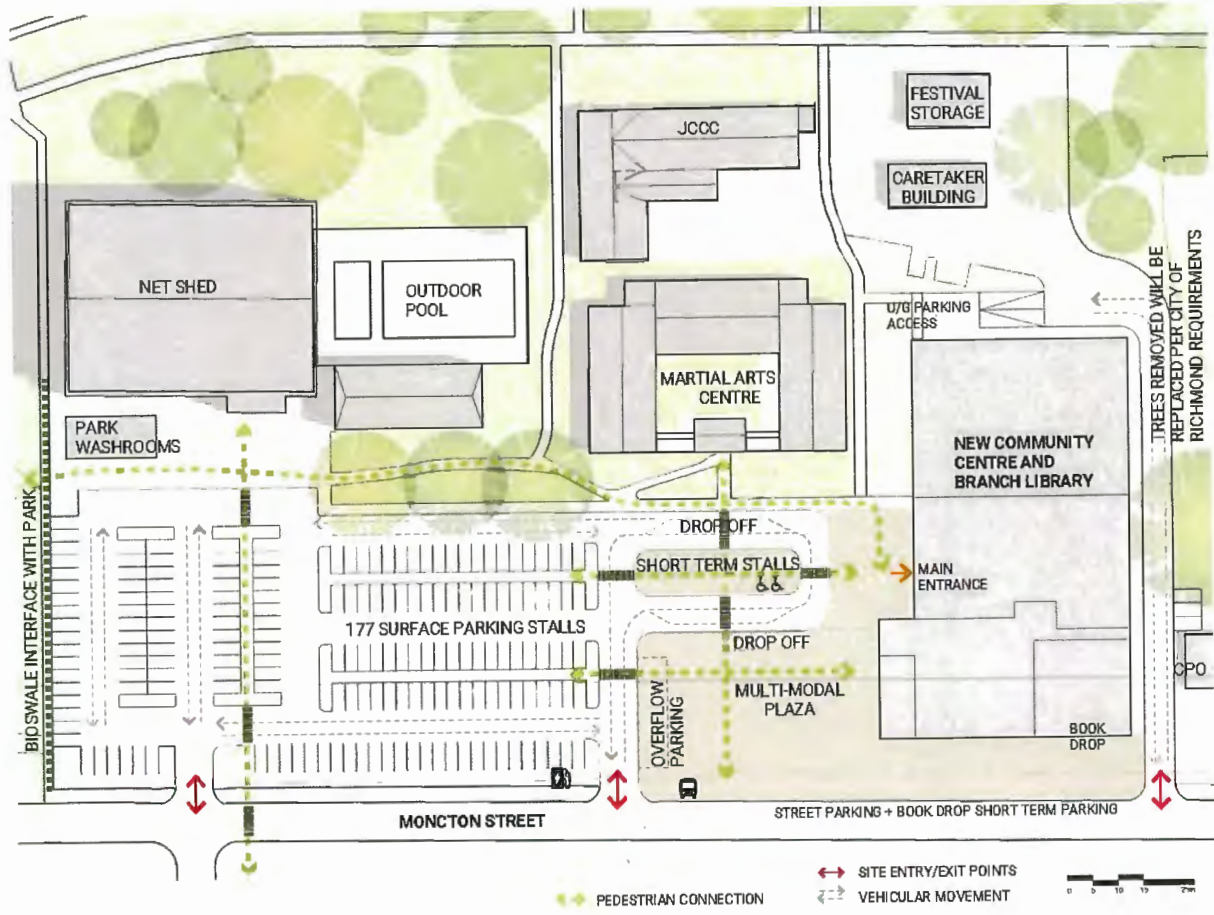 FESTIVAL
STORAGE
JCCC
CARETAKER
BUILDING
NET SHED
OUTDOOR
POOL
U/G PARKING
ACCESS
TREES REMOVED WILL BE
REPLACED PER CITY OF
RICHMOND REQUIREMENTS
MARTIAL ARTS
CENTRE
PARK
WASHROOMS
NEW COMMUNITY
CENTRE AND
BRANCH LIBRARY
BIOSWALE INTERFACE WITH PARK
DROP OFF
SHORT TERM STALLS
MAIN
ENTRANCE
177 SURFACE PARKING STALLS
DROP OFF
CPO
MULTI-MODAL
PLAZA
OVERFLOW
PARKING
BOOK
DROP
MONCTON STREET
STREET PARKING + BOOK DROP SHORT TERM PARKING
SITE ENTRY/EXIT POINTS
PEDESTRIAN CONNECTION
VEHICULAR MOVEMENT
0 5 10